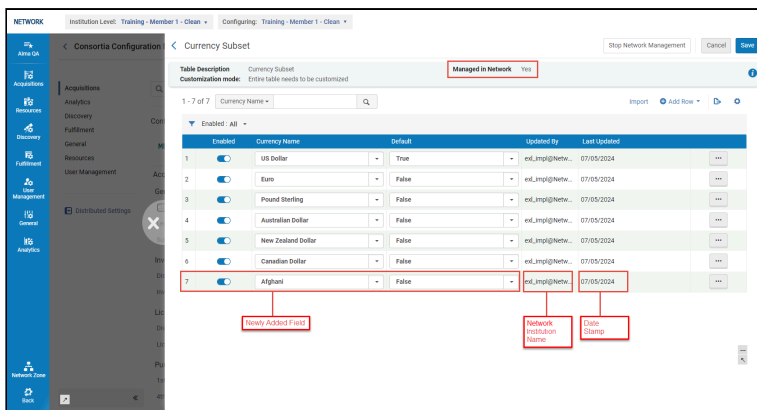 NETWORK
Institution Level: Training - Member 1 - Clean
Configuring: Training - Member 1 - Clean
Alma QA
Acquisitions
Resources
Discovery
Fulfillment
User Management
General
Analytics
Network Zone
Back
Consortia Configuration
Acquisitions
Analytics
Discovery
Fulfillment
General
Resources
User Management
Distributed Settings
Currency Subset
Stop Network Management
Cancel
Save
Table Description Currency Subset
Managed in Network Yes
Customization mode: Entire table needs to be customized
1 - 7 of 7 Currency Name
Import Add Row
Enabled : All
Enabled Currency Name Default Updated By Last Updated
1 US Dollar True exl_impl@Netw... 07/05/2024
2 Euro False exl_impl@Netw... 07/05/2024
3 Pound Sterling False exl_impl@Netw... 07/05/2024
4 Australian Dollar False exl_impl@Netw... 07/05/2024
5 New Zealand Dollar False exl_impl@Netw... 07/05/2024
6 Canadian Dollar False exl_impl@Netw... 07/05/2024
7 Afghani False exl_impl@Netw... 07/05/2024
Newly Added Field
Network
Institution
Name
Date
Stamp